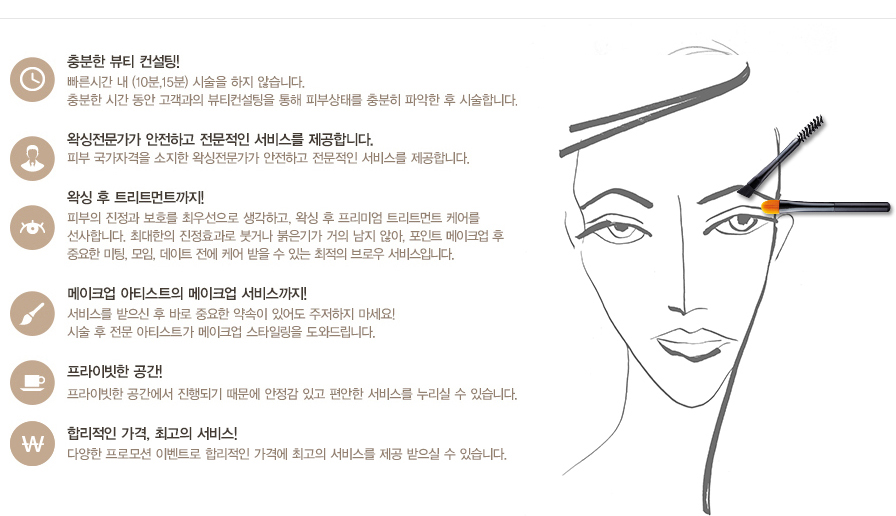 충분한 뷰티 컨설팅!
빠른시간 내 (10분,15분) 시술을 하지 않습니다.
충분한 시간 동안 고객과의 뷰티컨설팅을 통해 피부상태를 충분히 파악한 후 시술합니다.
왁싱전문가가 안전하고 전문적인 서비스를 제공합니다.
피부 국가자격을 소지한 왁싱전문가가 안전하고 전문적인 서비스를 제공합니다.
왁싱 후 트리트먼트까지!
피부의 진정과 보호를 최우선으로 생각하고, 왁싱 후 프리미엄 트리트먼트 케어를
선사합니다. 최대한의 진정효과로 붓거나 붉은기가 거의 남지 않아, 포인트 메이크업 후
중요한 미팅, 모임, 데이트 전에 케어 받을 수 있는 최적의 브로우 서비스입니다.
메이크업 아티스트의 메이크업 서비스까지!
서비스를 받으신 후 바로 중요한 약속이 있어도 주저하지 마세요!
시술 후 전문 아티스트가 메이크업 스타일링을 도와드립니다.
프라이빗한 공간!
프라이빗한 공간에서 진행되기 때문에 안정감 있고 편안한 서비스를 누리실 수 있습니다.
합리적인 가격, 최고의 서비스!
다양한 프로모션 이벤트로 합리적인 가격에 최고의 서비스를 제공 받으실 수 있습니다.